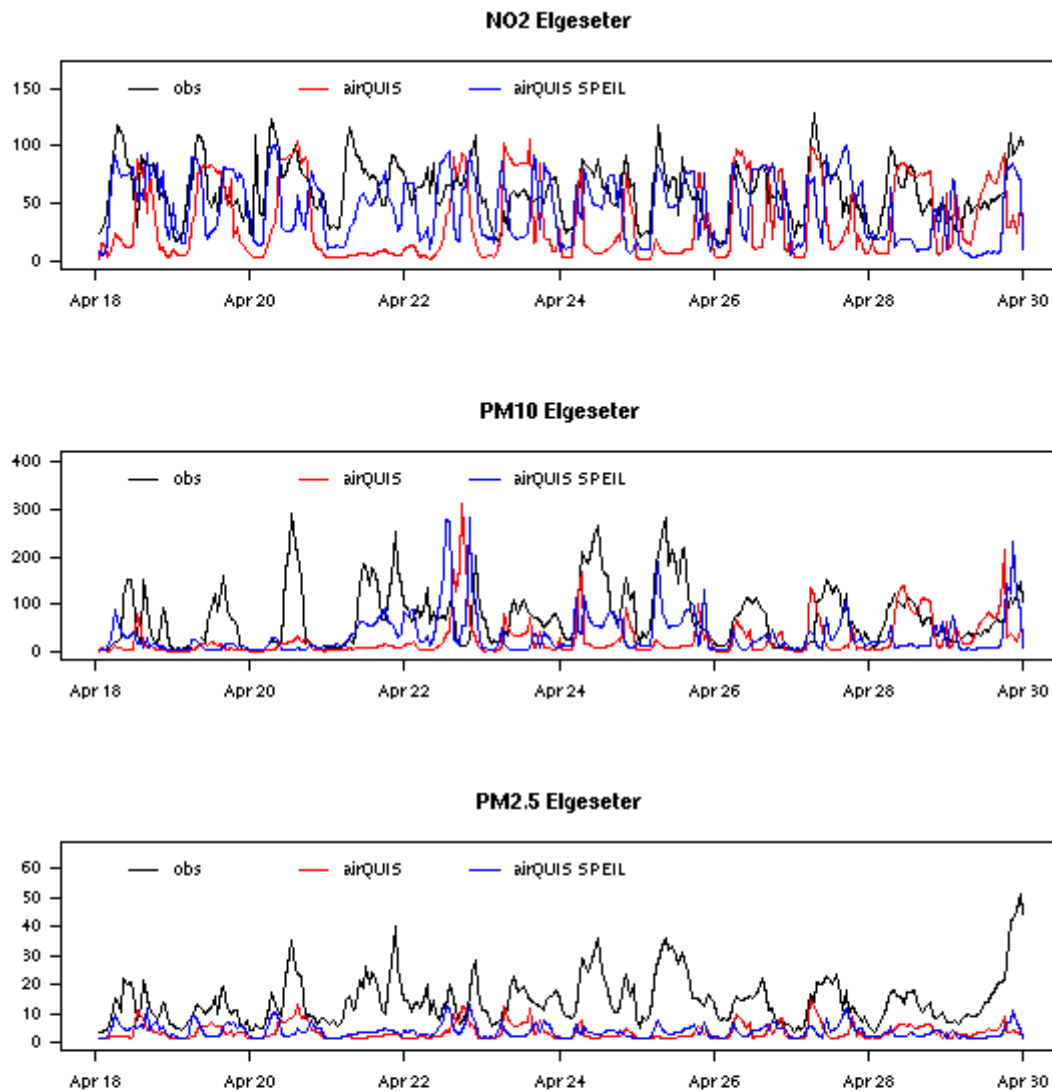 NO2 Elgeseter
150
obs airQUIS airQUIS SPEIL
100
50
0
Apr 18 Apr 20 Apr 22 Apr 24 Apr 26 Apr 28 Apr 30
PM10 Elgeseter
400
obs airQUIS airQUIS SPEIL
300
200
100
0
Apr 18 Apr 20 Apr 22 Apr 24 Apr 26 Apr 28 Apr 30
PM2.5 Elgeseter
60
obs airQUIS airQUIS SPEIL
50
40
30
20
10
0
Apr 18 Apr 20 Apr 22 Apr 24 Apr 26 Apr 28 Apr 30